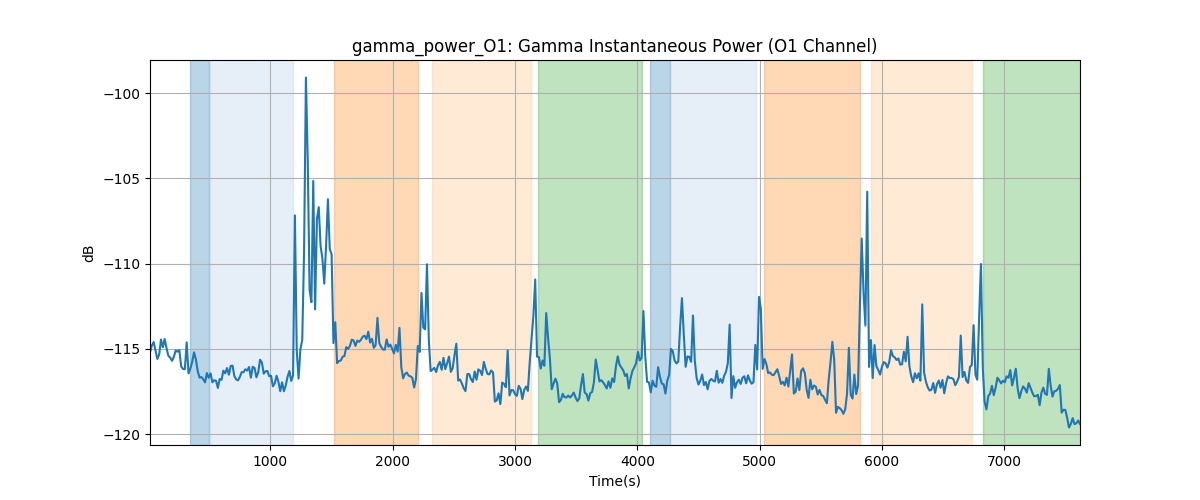 gamma_power_O1: Gamma Instantaneous Power (O1 Channel)
−100
−105
−110
−115
−120
dB
1000 2000 3000 4000 5000 6000 7000
Time(s)